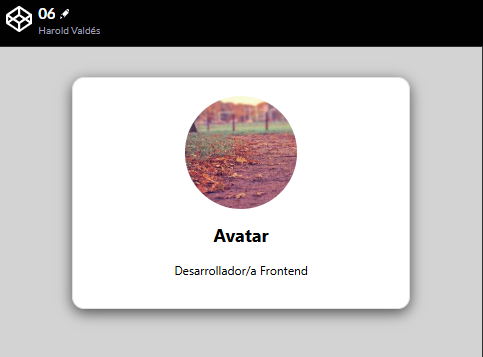 06
Harold Valdés
Avatar
Desarrollador/a Frontend